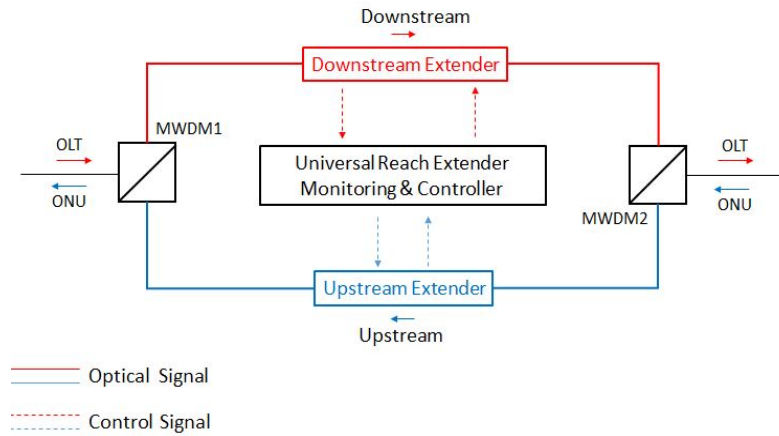 Downstream
Downstream Extender
MWDM1
OLT
ONU
Universal Reach Extender
Monitoring & Controller
OLT
ONU
MWDM2
Upstream Extender
Upstream
Optical Signal
Control Signal